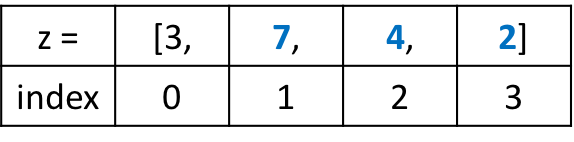 z = [3, 7, 4, 2]
index 0 1 2 3